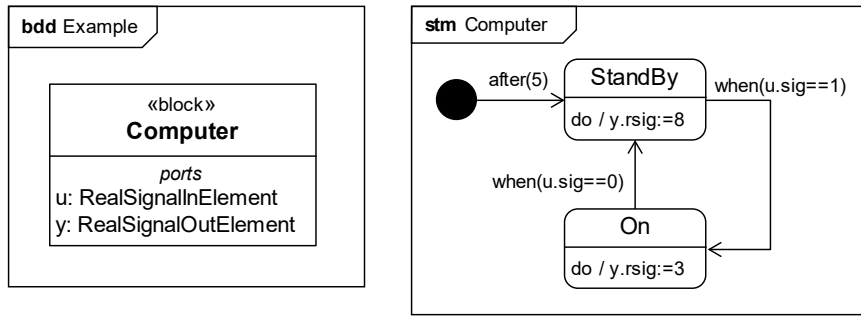 bdd Example
«block»
Computer
ports
u: RealSignalInElement
y: RealSignalOutElement
stm Computer
after(5)
StandBy
do / y.rsig:=8
when(u.sig==1)
when(u.sig==0)
On
do / y.rsig:=3